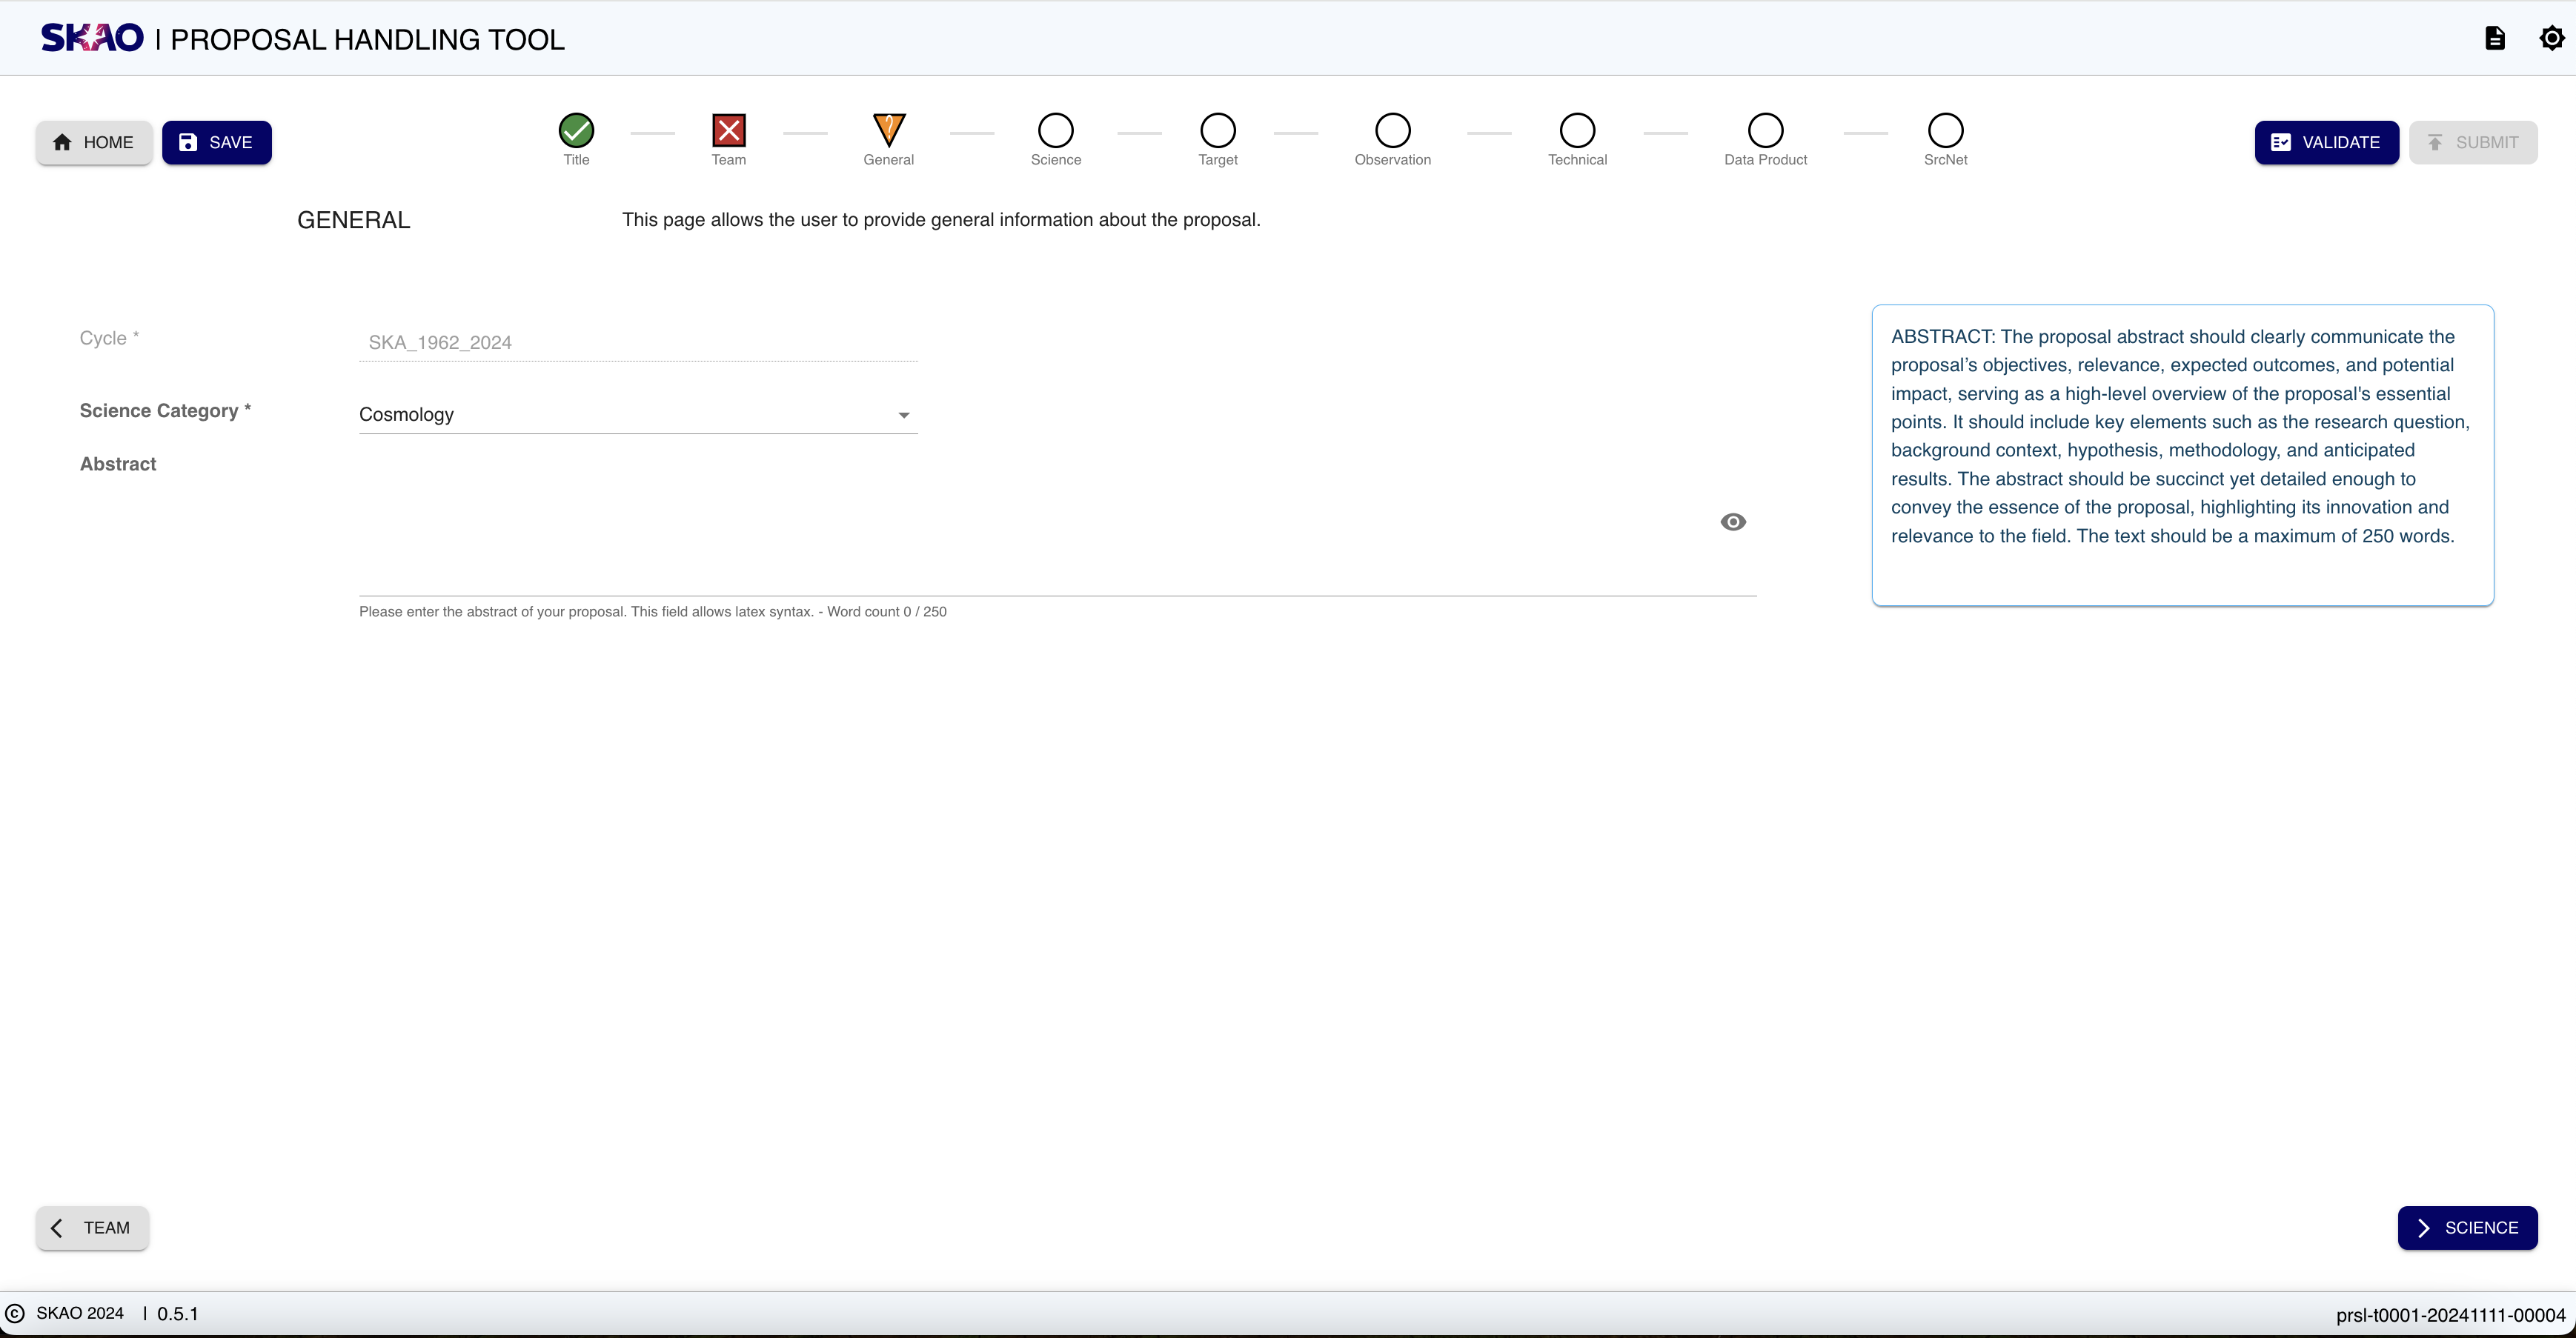 SKAO | PROPOSAL HANDLING TOOL
HOME
SAVE
Title
Team
General
Science
Target
Observation
Technical
Data Product
SrcNet
VALIDATE
SUBMIT
GENERAL
This page allows the user to provide general information about the proposal.
Cycle *
SKA_1962_2024
Science Category *
Cosmology
Abstract
Please enter the abstract of your proposal. This field allows latex syntax. - Word count 0 / 250
ABSTRACT: The proposal abstract should clearly communicate the
proposal’s objectives, relevance, expected outcomes, and potential
impact, serving as a high-level overview of the proposal's essential
points. It should include key elements such as the research question,
background context, hypothesis, methodology, and anticipated
results. The abstract should be succinct yet detailed enough to
convey the essence of the proposal, highlighting its innovation and
relevance to the field. The text should be a maximum of 250 words.
TEAM
SCIENCE
© SKAO 2024 | 0.5.1
prsl-t0001-20241111-00004